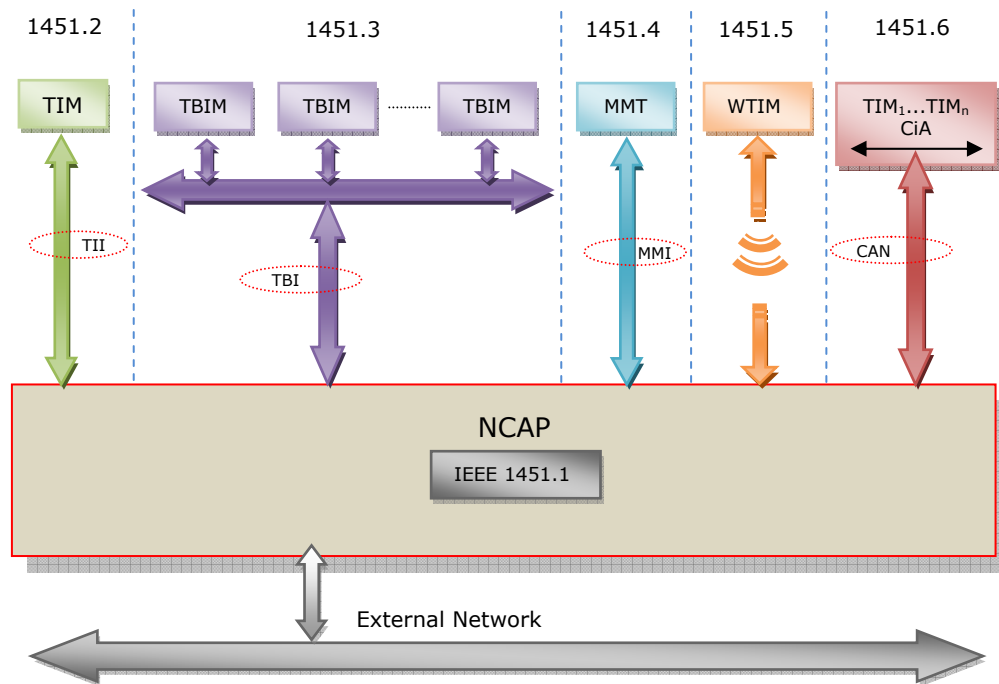 1451.2
1451.3
1451.4
1451.5
1451.6
TIM
TBIM
TBIM
TBIM
MMT
WTIM
TIM₁...TIMₙ
CiA
TII
TBI
MMI
CAN
NCAP
IEEE 1451.1
External Network